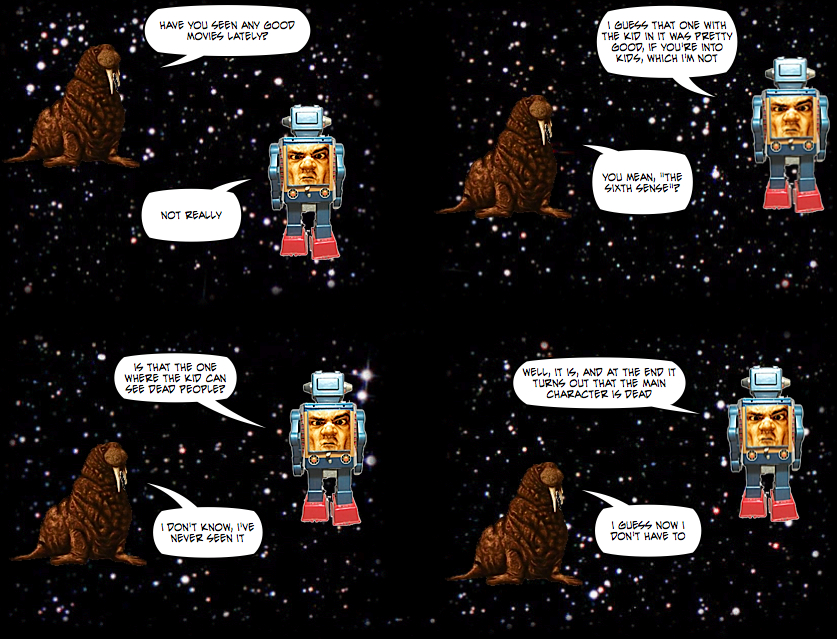 HAVE YOU SEEN ANY GOOD
MOVIES LATELY?
NOT REALLY
I GUESS THAT ONE WITH
THE KID IN IT WAS PRETTY
GOOD, IF YOU'RE INTO
KIDS, WHICH I'M NOT
YOU MEAN, "THE
SIXTH SENSE"?
IS THAT THE ONE
WHERE THE KID CAN
SEE DEAD PEOPLE?
I DON'T KNOW, I'VE
NEVER SEEN IT
WELL, IT IS, AND AT THE END IT
TURNS OUT THAT THE MAIN
CHARACTER IS DEAD
I GUESS NOW I
DON'T HAVE TO